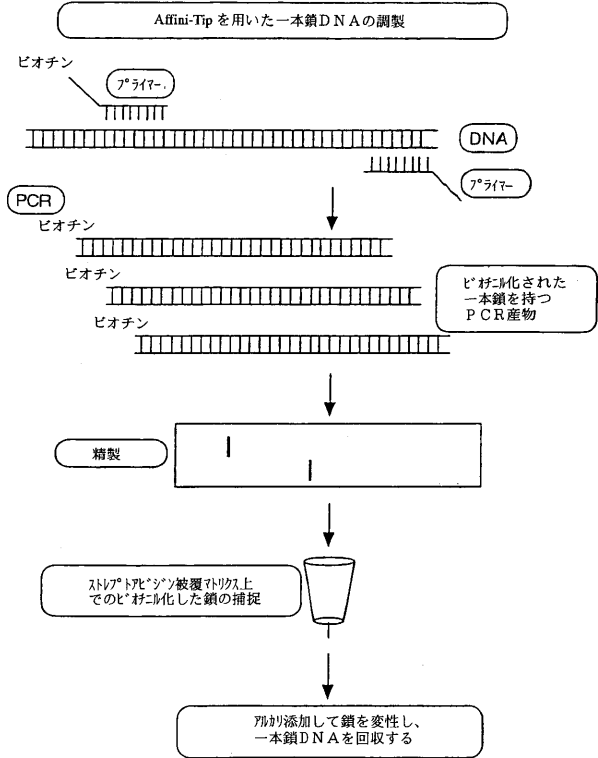 Affini-Tip を用いた一本鎖DNAの調製
ビオチン
プライマー
DNA
プライマー
PCR
ビオチン
ビオチン
ビオチン
ビオチニル化された
一本鎖を持つ
PCR産物
精製
ストレプトアビジン被覆マトリクス上
でのビオチニル化した鎖の捕捉
アルカリ添加して鎖を変性し、
一本鎖DNAを回収する